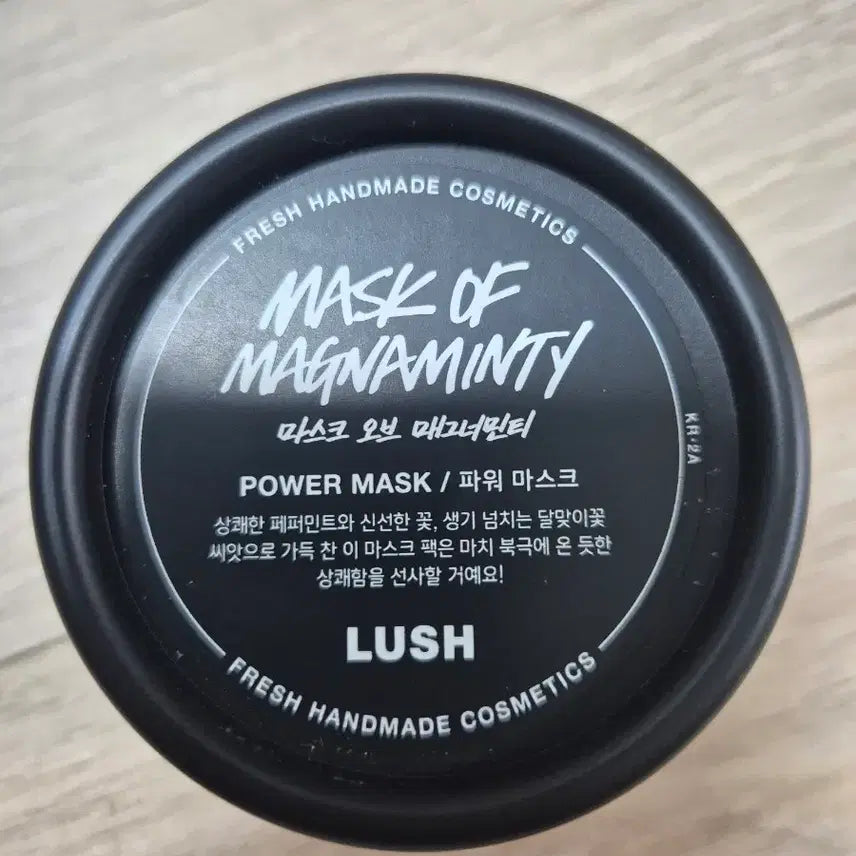 FRESH HANDMADE COSMETICS
MASK OF
MAGNAMINTY
마스크 오브 매그너민티
KR·2A
POWER MASK / 파워 마스크
상쾌한 페퍼민트와 신선한 꽃, 생기 넘치는 달맞이꽃
씨앗으로 가득 찬 이 마스크 팩은 마치 북극에 온 듯한
상쾌함을 선사할 거예요!
LUSH
FRESH HANDMADE COSMETICS